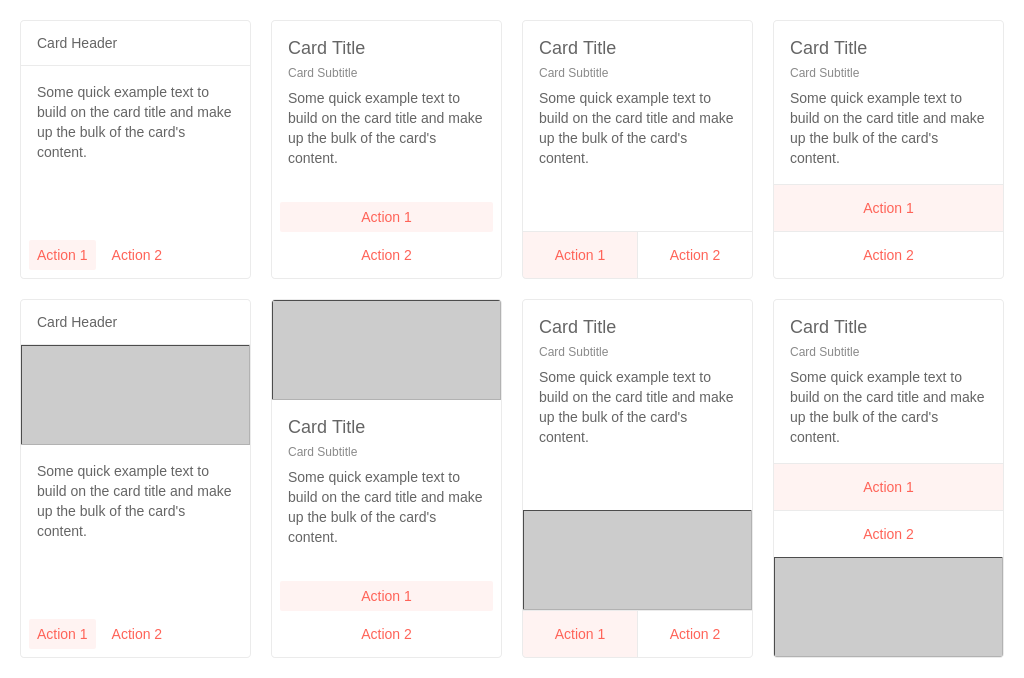 Card Header
Some quick example text to
build on the card title and make
up the bulk of the card's
content.
Action 1
Action 2
Card Title
Card Subtitle
Some quick example text to
build on the card title and make
up the bulk of the card's
content.
Action 1
Action 2
Card Title
Card Subtitle
Some quick example text to
build on the card title and make
up the bulk of the card's
content.
Action 1
Action 2
Card Title
Card Subtitle
Some quick example text to
build on the card title and make
up the bulk of the card's
content.
Action 1
Action 2
Card Header
Some quick example text to
build on the card title and make
up the bulk of the card's
content.
Action 1
Action 2
Card Title
Card Subtitle
Some quick example text to
build on the card title and make
up the bulk of the card's
content.
Action 1
Action 2
Card Title
Card Subtitle
Some quick example text to
build on the card title and make
up the bulk of the card's
content.
Action 1
Action 2
Card Title
Card Subtitle
Some quick example text to
build on the card title and make
up the bulk of the card's
content.
Action 1
Action 2